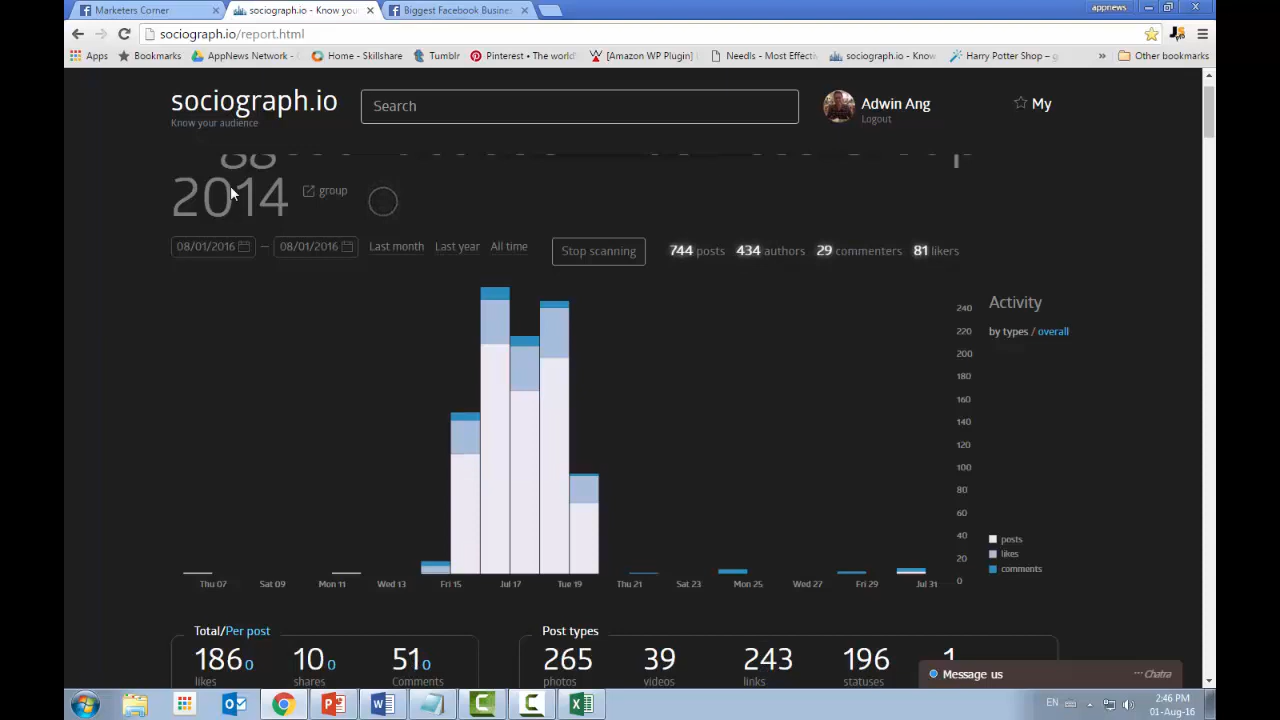 Marketers Corner
sociograph.io - Know you
Biggest Facebook Busine
appnews
sociograph.io/report.html
Apps
Bookmarks
AppNews Network -
Home - Skillshare
Tumblr
Pinterest • The world
[Amazon WP Plugin]
Needls - Most Effectiv
sociograph.io - Know
Harry Potter Shop –
»
Other bookmarks
sociograph.io
Know your audience
Search
Adwin Ang
Logout
My
2014
group
08/01/2016 – 08/01/2016
Last month
Last year
All time
Stop scanning
744 posts
434 authors
29 commenters
81 likers
Activity
by types / overall
240
220
200
180
160
140
120
100
80
60
40
20
0
posts
likes
comments
Thu 07
Sat 09
Mon 11
Wed 13
Fri 15
Jul 17
Tue 19
Thu 21
Sat 23
Mon 25
Wed 27
Fri 29
Jul 31
Total/Per post
186 0
10 0
51 0
likes
shares
Comments
Post types
265
39
243
196
1
photos
videos
links
statuses
Message us
Chatra
EN
2:46 PM
01-Aug-16